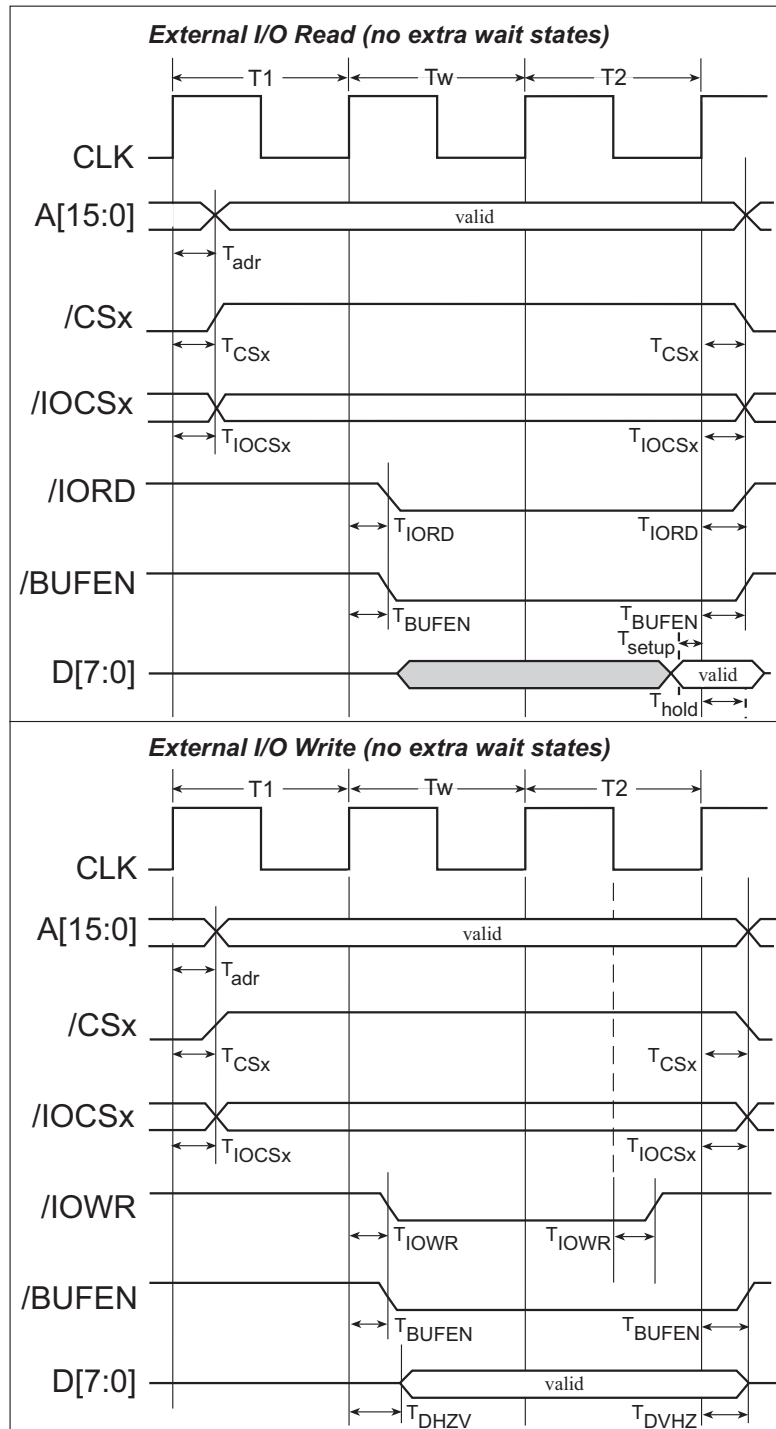 External I/O Read (no extra wait states)
T1 Tw T2
CLK
A[15:0] valid
Tadr
/CSx
TCSx TCSx
/IOCSx
TIOCSx TIOCSx
/IORD
TIORD TIORD
/BUFEN
TBUFEN TBUFEN
Tsetup
D[7:0] valid
Thold
External I/O Write (no extra wait states)
T1 Tw T2
CLK
A[15:0] valid
Tadr
/CSx
TCSx TCSx
/IOCSx
TIOCSx TIOCSx
/IOWR
TIOWR TIOWR
/BUFEN
TBUFEN TBUFEN
D[7:0] valid
TDHZV TDVHZ